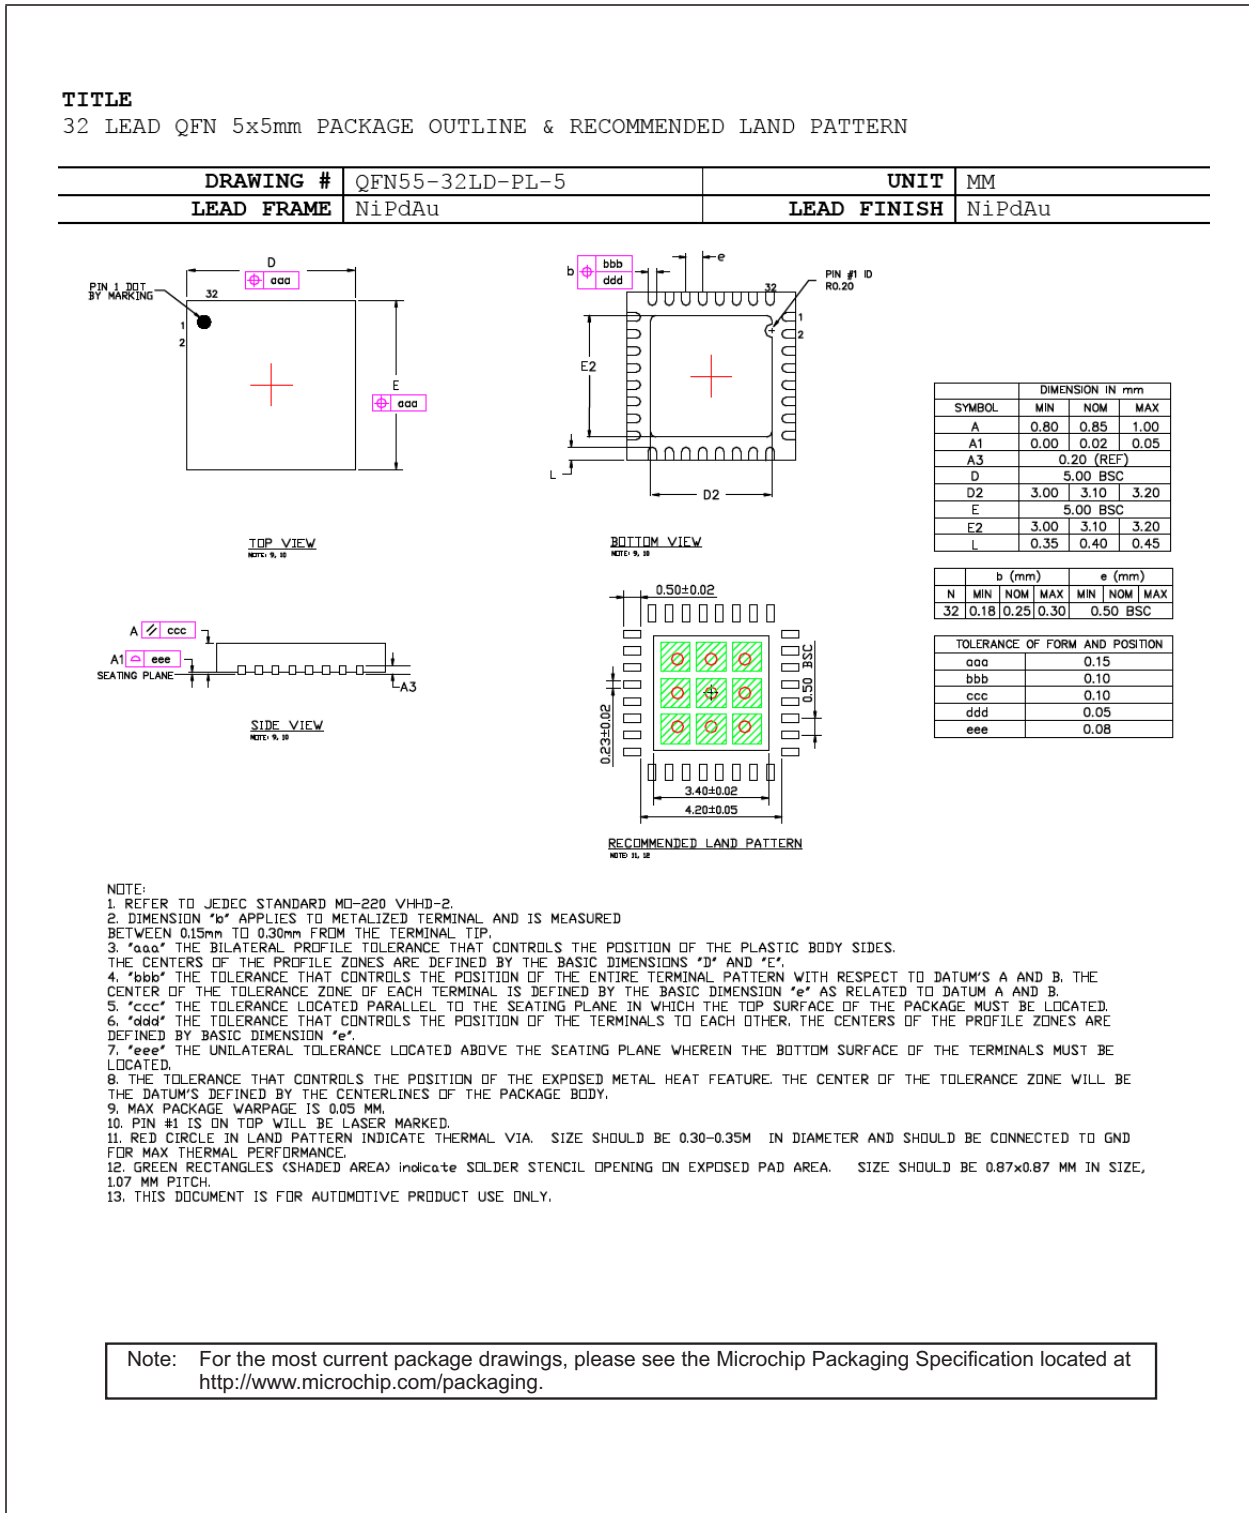 TITLE
32 LEAD QFN 5x5mm PACKAGE OUTLINE & RECOMMENDED LAND PATTERN
DRAWING # QFN55-32LD-PL-5 UNIT MM
LEAD FRAME NiPdAu LEAD FINISH NiPdAu
D
aaa
PIN 1 DOT
BY MARKING
32
1
2
E
aaa
TOP VIEW
NOTE: 9, 10
b
bbb
ddd
e
32
PIN #1 ID
R0.20
1
2
E2
L
D2
BOTTOM VIEW
NOTE: 9, 10
DIMENSION IN mm
SYMBOL MIN NOM MAX
A 0.80 0.85 1.00
A1 0.00 0.02 0.05
A3 0.20 (REF)
D 5.00 BSC
D2 3.00 3.10 3.20
E 5.00 BSC
E2 3.00 3.10 3.20
L 0.35 0.40 0.45
b (mm) e (mm)
N MIN NOM MAX MIN NOM MAX
32 0.18 0.25 0.30 0.50 BSC
TOLERANCE OF FORM AND POSITION
aaa 0.15
bbb 0.10
ccc 0.10
ddd 0.05
eee 0.08
A ccc
A1 eee
SEATING PLANE
A3
SIDE VIEW
NOTE: 9, 10
0.50±0.02
0.50 BSC
0.23±0.02
3.40±0.02
4.20±0.05
RECOMMENDED LAND PATTERN
NOTE: 11, 12
NOTE:
1. REFER TO JEDEC STANDARD MO-220 VHHD-2.
2. DIMENSION "b" APPLIES TO METALIZED TERMINAL AND IS MEASURED
BETWEEN 0.15mm TO 0.30mm FROM THE TERMINAL TIP.
3. "aaa" THE BILATERAL PROFILE TOLERANCE THAT CONTROLS THE POSITION OF THE PLASTIC BODY SIDES.
THE CENTERS OF THE PROFILE ZONES ARE DEFINED BY THE BASIC DIMENSIONS "D" AND "E".
4. "bbb" THE TOLERANCE THAT CONTROLS THE POSITION OF THE ENTIRE TERMINAL PATTERN WITH RESPECT TO DATUM'S A AND B. THE
CENTER OF THE TOLERANCE ZONE OF EACH TERMINAL IS DEFINED BY THE BASIC DIMENSION "e" AS RELATED TO DATUM A AND B.
5. "ccc" THE TOLERANCE LOCATED PARALLEL TO THE SEATING PLANE IN WHICH THE TOP SURFACE OF THE PACKAGE MUST BE LOCATED.
6. "ddd" THE TOLERANCE THAT CONTROLS THE POSITION OF THE TERMINALS TO EACH OTHER. THE CENTERS OF THE PROFILE ZONES ARE
DEFINED BY BASIC DIMENSION "e".
7. "eee" THE UNILATERAL TOLERANCE LOCATED ABOVE THE SEATING PLANE WHEREIN THE BOTTOM SURFACE OF THE TERMINALS MUST BE
LOCATED.
8. THE TOLERANCE THAT CONTROLS THE POSITION OF THE EXPOSED METAL HEAT FEATURE. THE CENTER OF THE TOLERANCE ZONE WILL BE
THE DATUM'S DEFINED BY THE CENTERLINES OF THE PACKAGE BODY.
9. MAX PACKAGE WARPAGE IS 0.05 MM.
10. PIN #1 IS ON TOP WILL BE LASER MARKED.
11. RED CIRCLE IN LAND PATTERN INDICATE THERMAL VIA. SIZE SHOULD BE 0.30-0.35M IN DIAMETER AND SHOULD BE CONNECTED TO GND
FOR MAX THERMAL PERFORMANCE.
12. GREEN RECTANGLES (SHADED AREA) indicate SOLDER STENCIL OPENING ON EXPOSED PAD AREA. SIZE SHOULD BE 0.87x0.87 MM IN SIZE,
1.07 MM PITCH.
13. THIS DOCUMENT IS FOR AUTOMOTIVE PRODUCT USE ONLY.
Note: For the most current package drawings, please see the Microchip Packaging Specification located at
http://www.microchip.com/packaging.